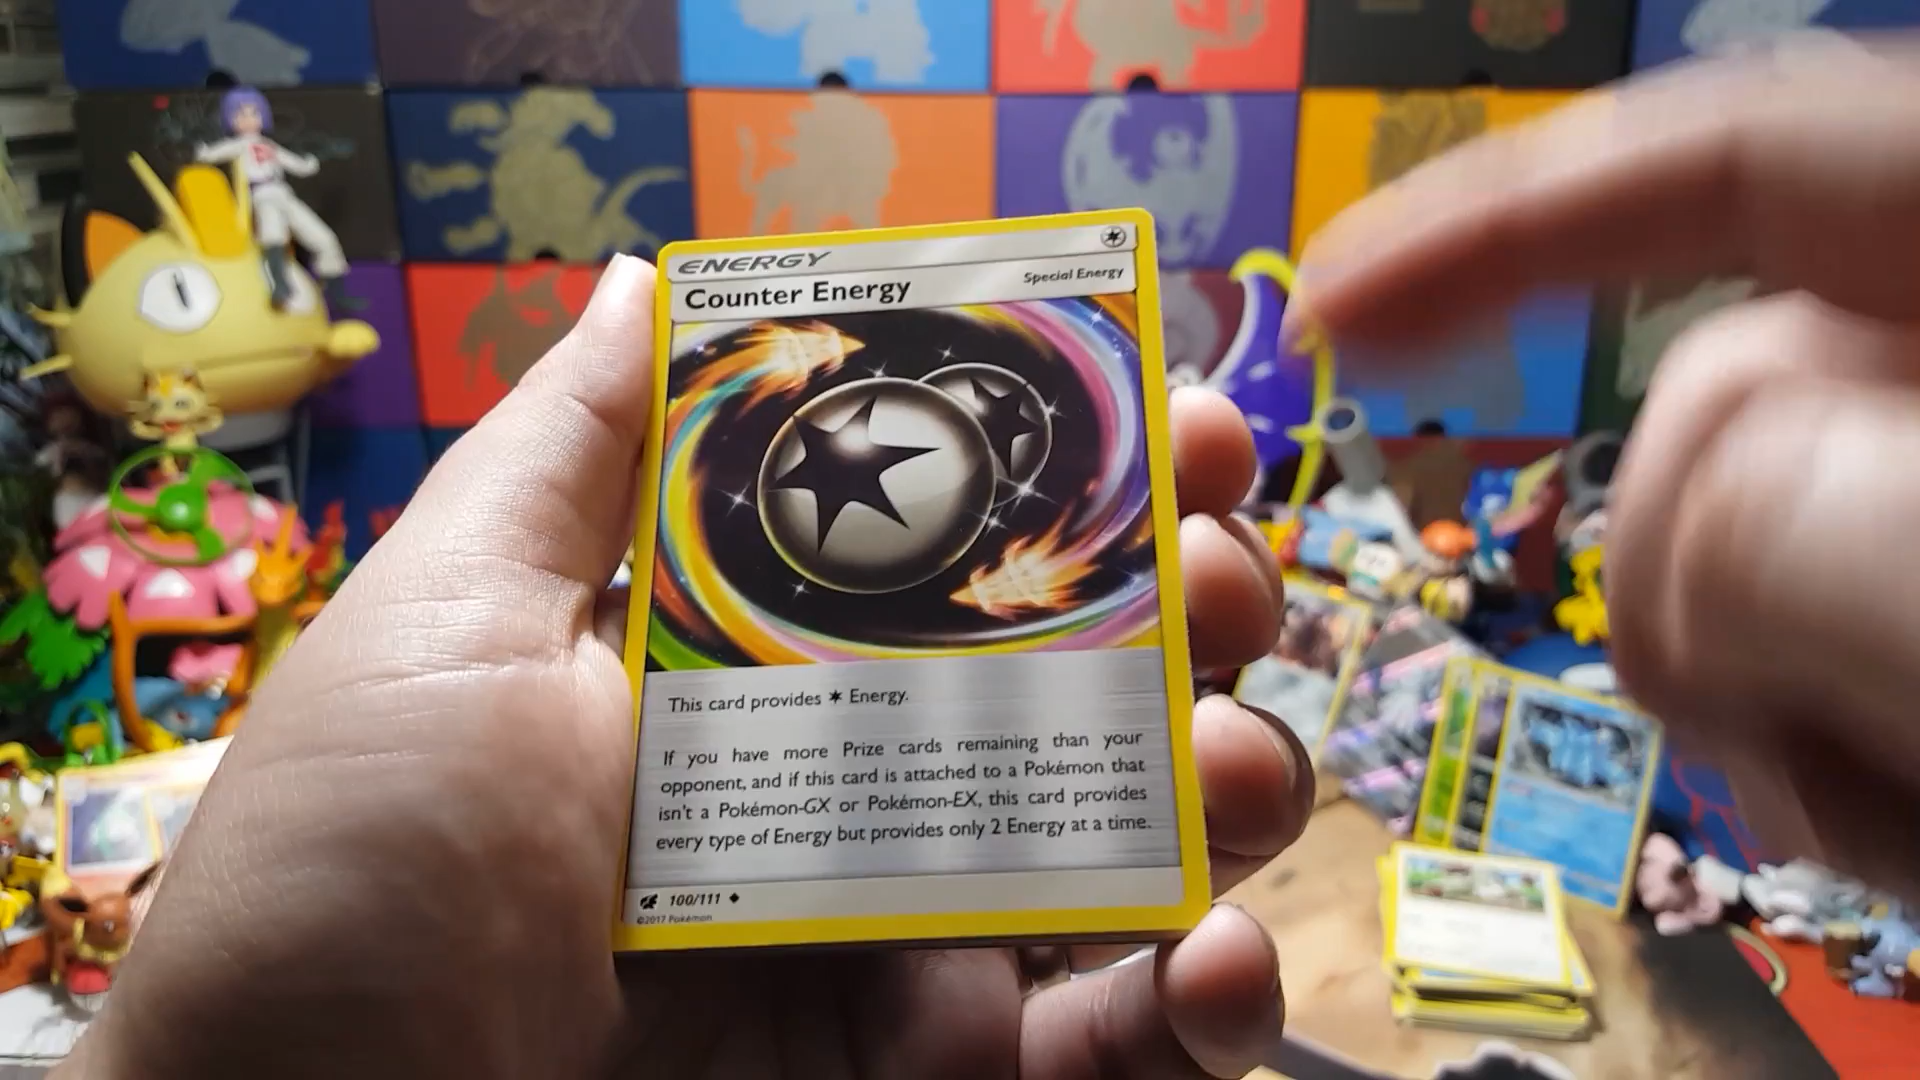 ENERGY
Counter Energy
Special Energy
This card provides ✶ Energy.
If you have more Prize cards remaining than your
opponent, and if this card is attached to a Pokémon that
isn't a Pokémon-GX or Pokémon-EX, this card provides
every type of Energy but provides only 2 Energy at a time.
100/111
©2017 Pokémon